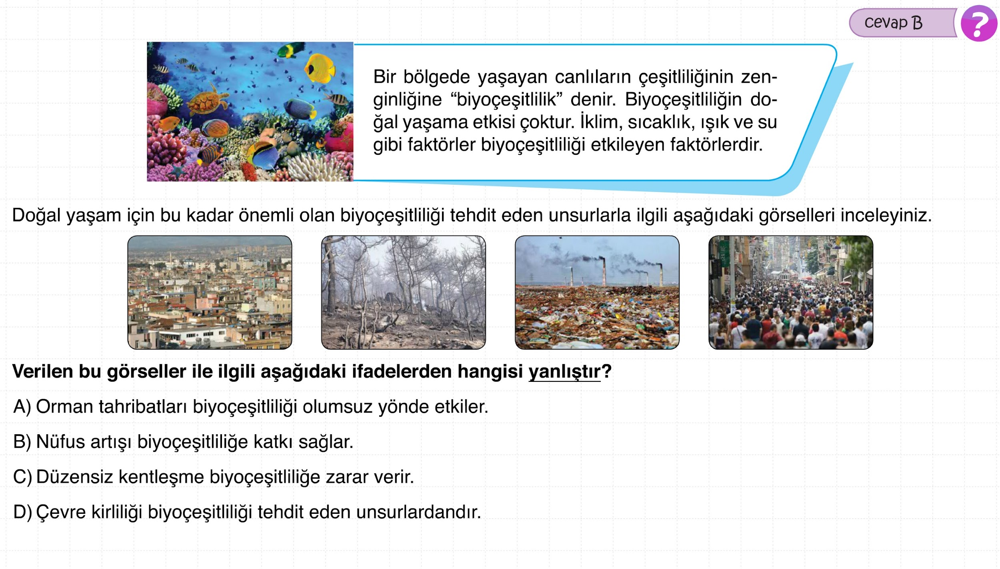 cevap B
?
Bir bölgede yaşayan canlıların çeşitliliğinin zen-
ginliğine “biyoçeşitlilik” denir. Biyoçeşitliliğin do-
ğal yaşama etkisi çoktur. İklim, sıcaklık, ışık ve su
gibi faktörler biyoçeşitliliği etkileyen faktörlerdir.
Doğal yaşam için bu kadar önemli olan biyoçeşitliliği tehdit eden unsurlarla ilgili aşağıdaki görselleri inceleyiniz.
Verilen bu görseller ile ilgili aşağıdaki ifadelerden hangisi yanlıştır?
A) Orman tahribatları biyoçeşitliliği olumsuz yönde etkiler.
B) Nüfus artışı biyoçeşitliliğe katkı sağlar.
C) Düzensiz kentleşme biyoçeşitliliğe zarar verir.
D) Çevre kirliliği biyoçeşitliliği tehdit eden unsurlardandır.